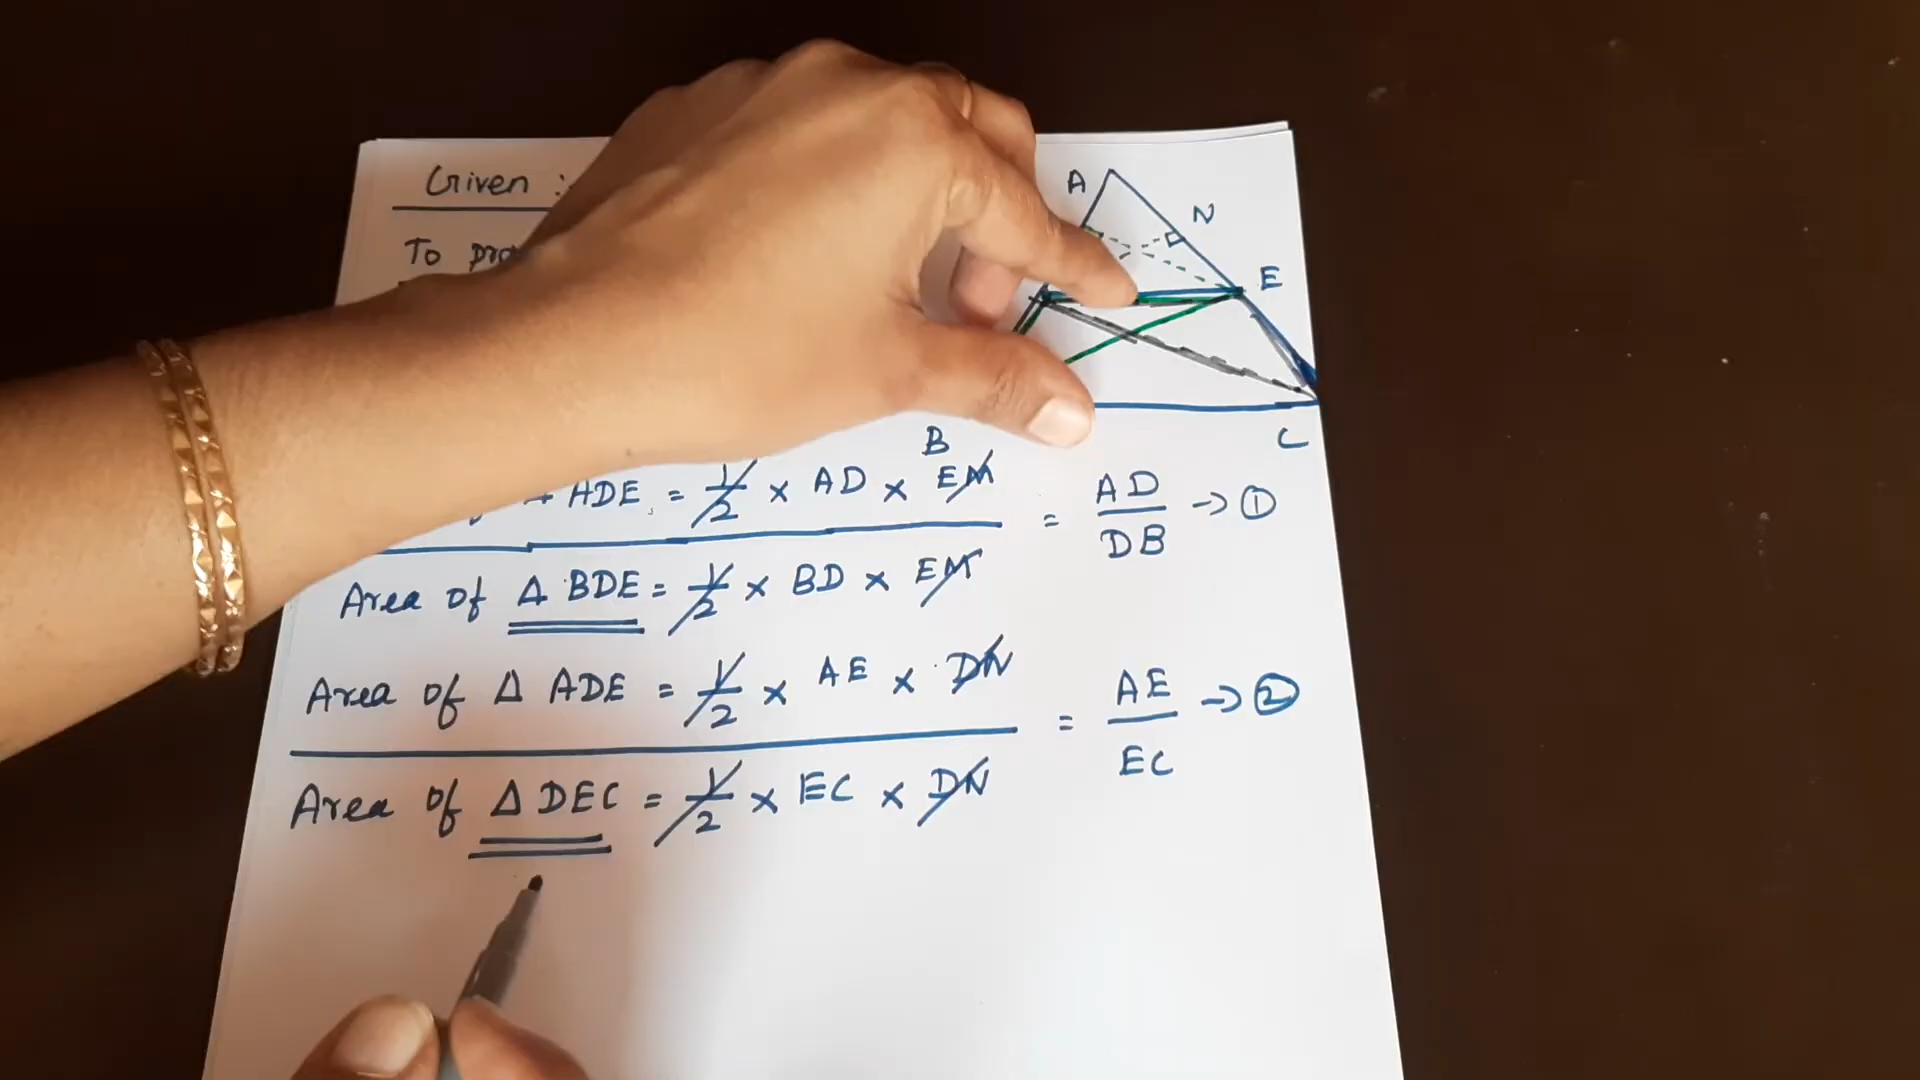 Given :-
To
A
N
E
B
C
ADE = 1/2 × AD × EM = AD/DB → ①
Area of Δ BDE = 1/2 × BD × EM
Area of Δ ADE = 1/2 × AE × DN = AE/EC → ②
Area of Δ DEC = 1/2 × EC × DN